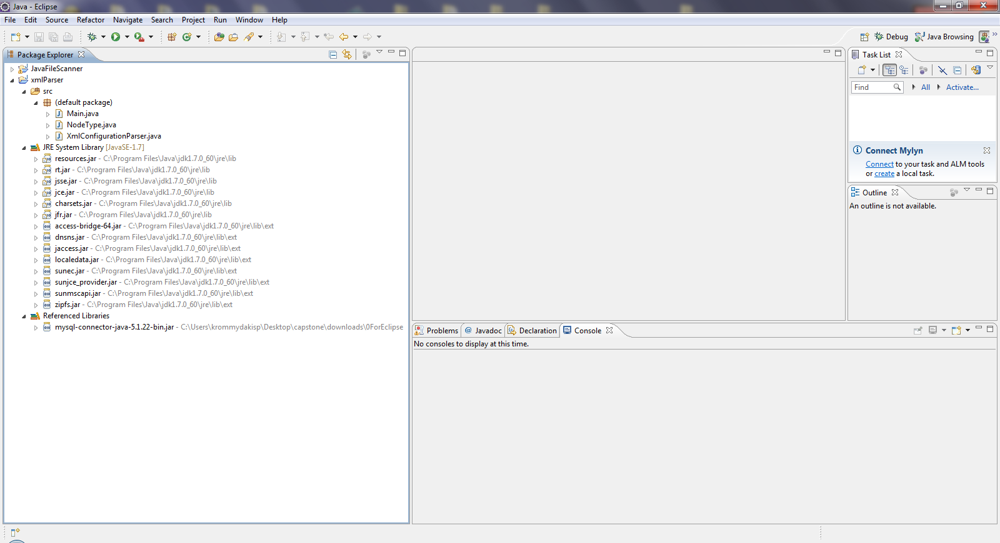 Java - Eclipse
File Edit Source Refactor Navigate Search Project Run Window Help
Debug Java Browsing
Package Explorer
JavaFileScanner
xmlParser
src
(default package)
Main.java
NodeType.java
XmlConfigurationParser.java
JRE System Library [JavaSE-1.7]
resources.jar - C:\Program Files\Java\jdk1.7.0_60\jre\lib
rt.jar - C:\Program Files\Java\jdk1.7.0_60\jre\lib
jsse.jar - C:\Program Files\Java\jdk1.7.0_60\jre\lib
jce.jar - C:\Program Files\Java\jdk1.7.0_60\jre\lib
charsets.jar - C:\Program Files\Java\jdk1.7.0_60\jre\lib
jfr.jar - C:\Program Files\Java\jdk1.7.0_60\jre\lib
access-bridge-64.jar - C:\Program Files\Java\jdk1.7.0_60\jre\lib\ext
dnsns.jar - C:\Program Files\Java\jdk1.7.0_60\jre\lib\ext
jaccess.jar - C:\Program Files\Java\jdk1.7.0_60\jre\lib\ext
localedata.jar - C:\Program Files\Java\jdk1.7.0_60\jre\lib\ext
sunec.jar - C:\Program Files\Java\jdk1.7.0_60\jre\lib\ext
sunjce_provider.jar - C:\Program Files\Java\jdk1.7.0_60\jre\lib\ext
sunmscapi.jar - C:\Program Files\Java\jdk1.7.0_60\jre\lib\ext
zipfs.jar - C:\Program Files\Java\jdk1.7.0_60\jre\lib\ext
Referenced Libraries
mysql-connector-java-5.1.22-bin.jar - C:\Users\krommydakisp\Desktop\capstone\downloads\0ForEclipse
Problems @ Javadoc Declaration Console
No consoles to display at this time.
Task List
Find All Activate...
Connect Mylyn
Connect to your task and ALM tools
or create a local task.
Outline
An outline is not available.